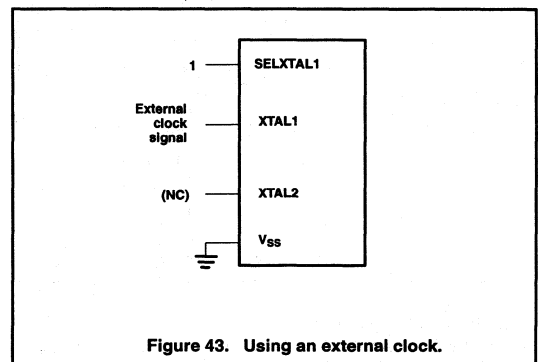 1 SELXTAL1
External
clock
signal
XTAL1
(NC) XTAL2
VSS
Figure 43. Using an external clock.